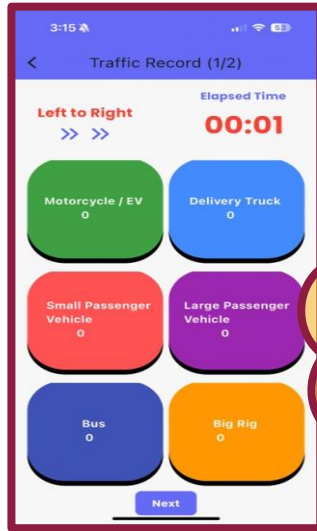 3:15
53
Traffic Record (1/2)
Left to Right
Elapsed Time
00:01
Motorcycle / EV
0
Delivery Truck
0
Small Passenger
Vehicle
0
Large Passenger
Vehicle
0
Bus
0
Big Rig
0
Next